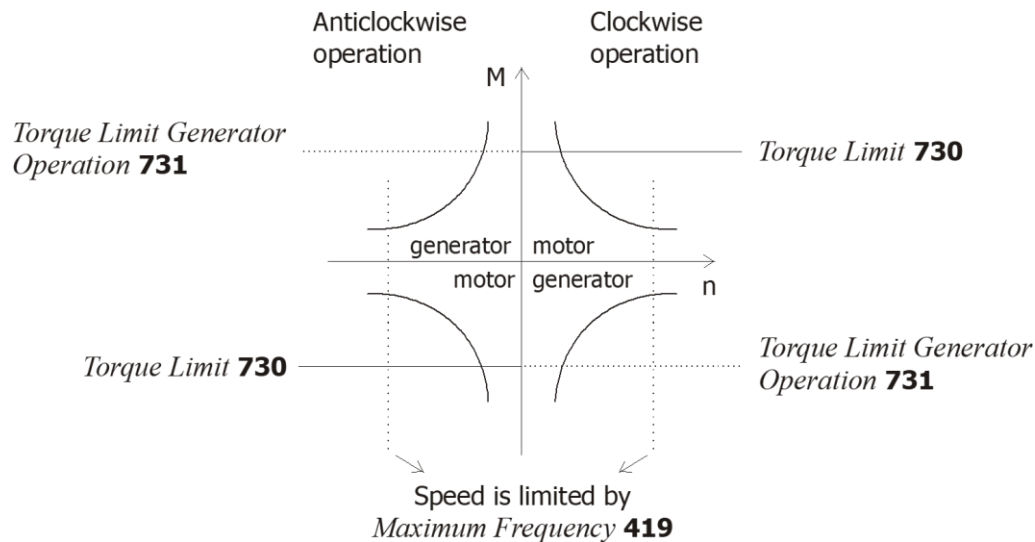 Anticlockwise
operation
Clockwise
operation
M
Torque Limit Generator
Operation 731
Torque Limit 730
generator
motor
motor
generator
n
Torque Limit 730
Torque Limit Generator
Operation 731
Speed is limited by
Maximum Frequency 419